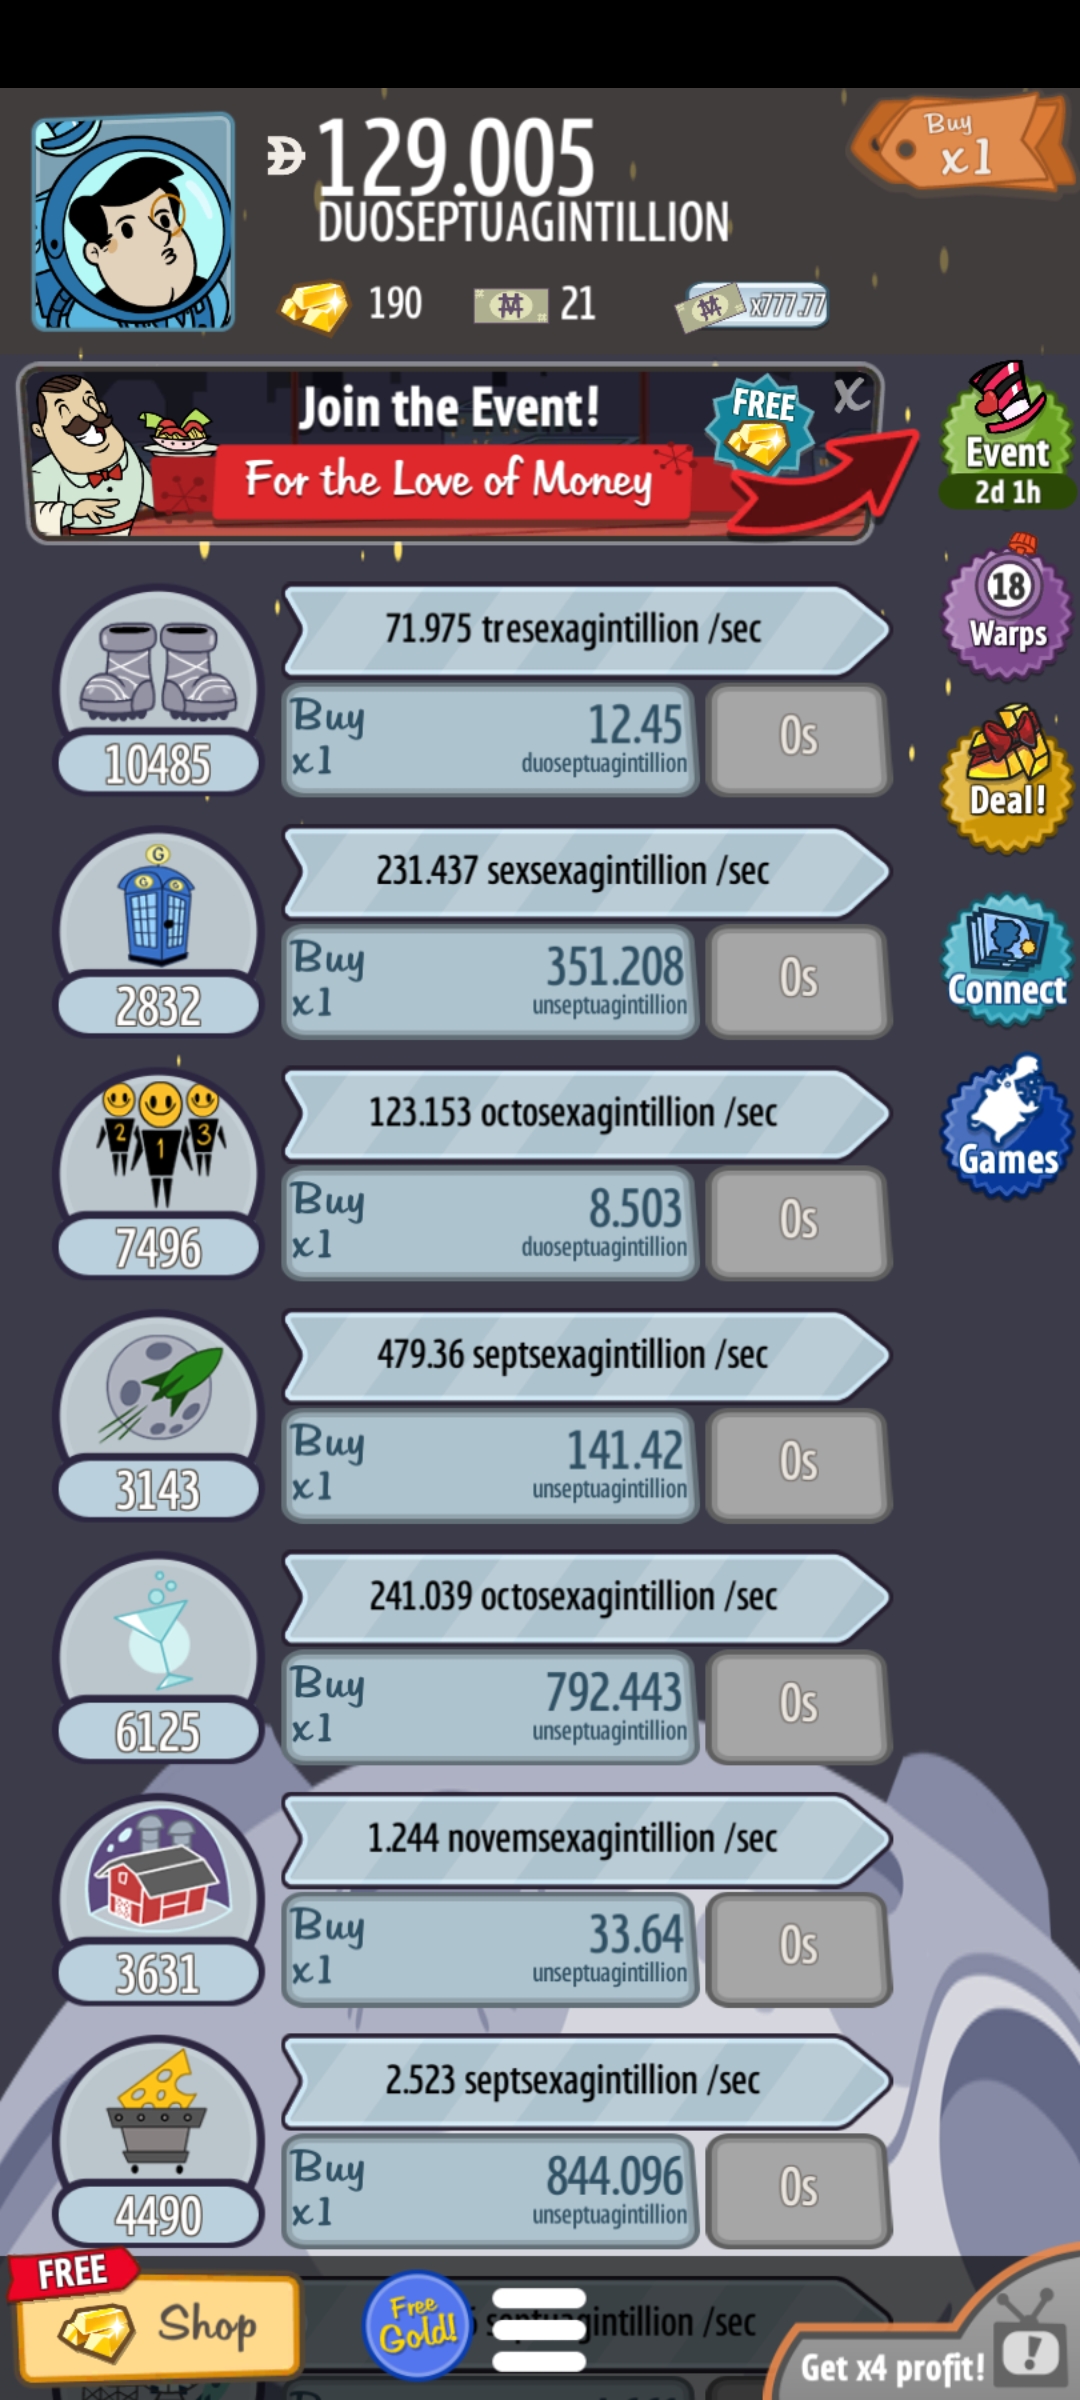 129.005
DUOSEPTUAGINTILLION
Buy
x1
190
21
x777.77
Join the Event!
For the Love of Money
FREE
X
Event
2d 1h
71.975 tresexagintillion /sec
10485
Buy
x1
12.45
duoseptuagintillion
0s
18
Warps
Deal!
231.437 sexsexagintillion /sec
G
G
G
2832
Buy
x1
351.208
unseptuagintillion
0s
Connect
123.153 octosexagintillion /sec
2
1
3
7496
Buy
x1
8.503
duoseptuagintillion
0s
Games
479.36 septsexagintillion /sec
3143
Buy
x1
141.42
unseptuagintillion
0s
241.039 octosexagintillion /sec
6125
Buy
x1
792.443
unseptuagintillion
0s
1.244 novemsexagintillion /sec
3631
Buy
x1
33.64
unseptuagintillion
0s
2.523 septsexagintillion /sec
4490
Buy
x1
844.096
unseptuagintillion
0s
FREE
Shop
Free
Gold!
/sec
Get x4 profit!
!